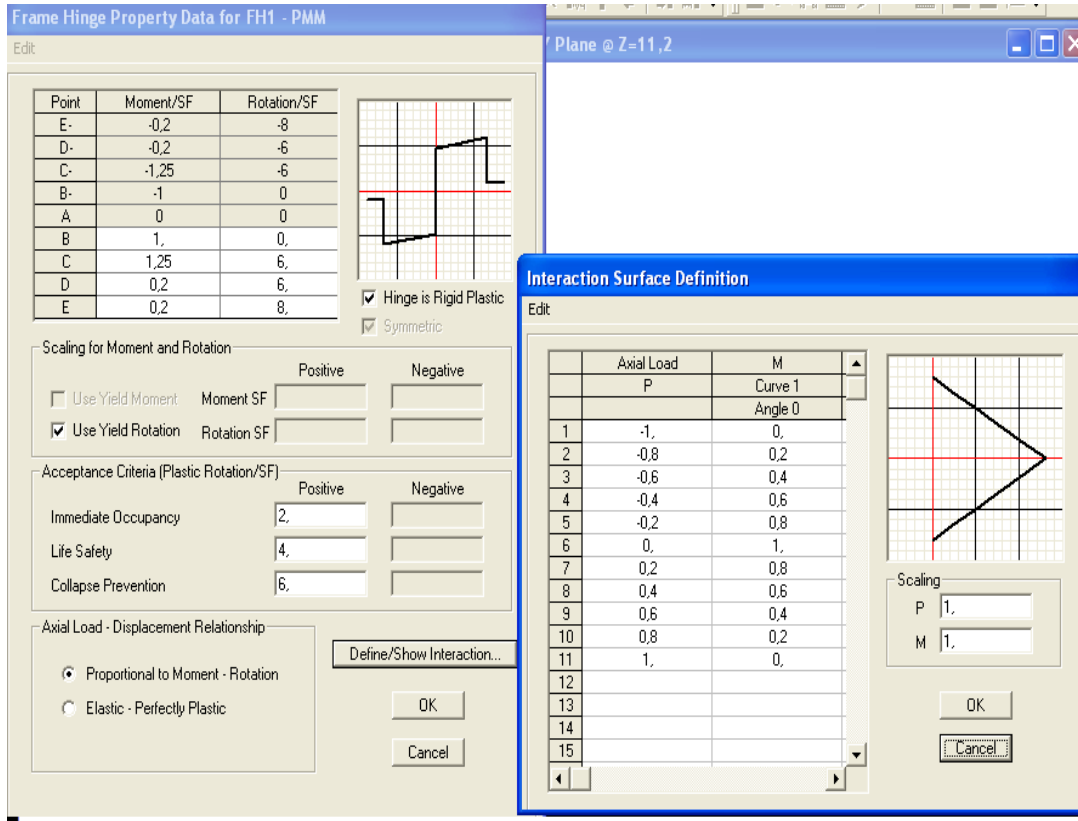 Frame Hinge Property Data for FH1 - PMM
Edit
Point Moment/SF Rotation/SF
E- -0,2 -8
D- -0,2 -6
C- -1,25 -6
B- -1 0
A 0 0
B 1, 0,
C 1,25 6,
D 0,2 6,
E 0,2 8,
Hinge is Rigid Plastic
Symmetric
Scaling for Moment and Rotation
Positive Negative
Use Yield Moment Moment SF
Use Yield Rotation Rotation SF
Acceptance Criteria (Plastic Rotation/SF)
Positive Negative
Immediate Occupancy 2,
Life Safety 4,
Collapse Prevention 6,
Axial Load - Displacement Relationship
Proportional to Moment - Rotation
Elastic - Perfectly Plastic
Define/Show Interaction...
OK
Cancel
Plane @ Z=11,2
Interaction Surface Definition
Edit
Axial Load M
P Curve 1
Angle 0
1 -1, 0,
2 -0,8 0,2
3 -0,6 0,4
4 -0,4 0,6
5 -0,2 0,8
6 0, 1,
7 0,2 0,8
8 0,4 0,6
9 0,6 0,4
10 0,8 0,2
11 1, 0,
12
13
14
15
Scaling
P 1,
M 1,
OK
Cancel